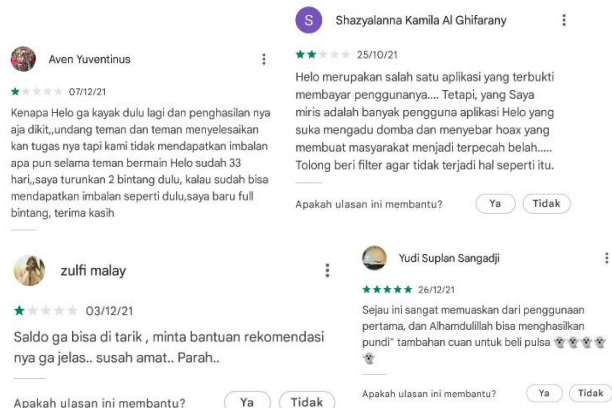 Aven Yuventinus
07/12/21
Kenapa Helo ga kayak dulu lagi dan penghasilan nya
aja dikit,,undang teman dan teman menyelesaikan
kan tugas nya tapi kami tidak mendapatkan imbalan
apa pun selama teman bermain Helo sudah 33
hari,,saya turunkan 2 bintang dulu, kalau sudah bisa
mendapatkan imbalan seperti dulu,saya baru full
bintang, terima kasih
S
Shazyalanna Kamila Al Ghifarany
25/10/21
Helo merupakan salah satu aplikasi yang terbukti
membayar penggunanya.... Tetapi, yang Saya
miris adalah banyak pengguna aplikasi Helo yang
suka mengadu domba dan menyebar hoax yang
membuat masyarakat menjadi terpecah belah.....
Tolong beri filter agar tidak terjadi hal seperti itu.
Apakah ulasan ini membantu?
Ya
Tidak
zulfi malay
03/12/21
Saldo ga bisa di tarik , minta bantuan rekomendasi
nya ga jelas.. susah amat.. Parah..
Apakah ulasan ini membantu?
Ya
Tidak
Yudi Suplan Sangadji
26/12/21
Sejau ini sangat memuaskan dari penggunaan
pertama, dan Alhamdulillah bisa menghasilkan
pundi" tambahan cuan untuk beli pulsa
Apakah ulasan ini membantu?
Ya
Tidak